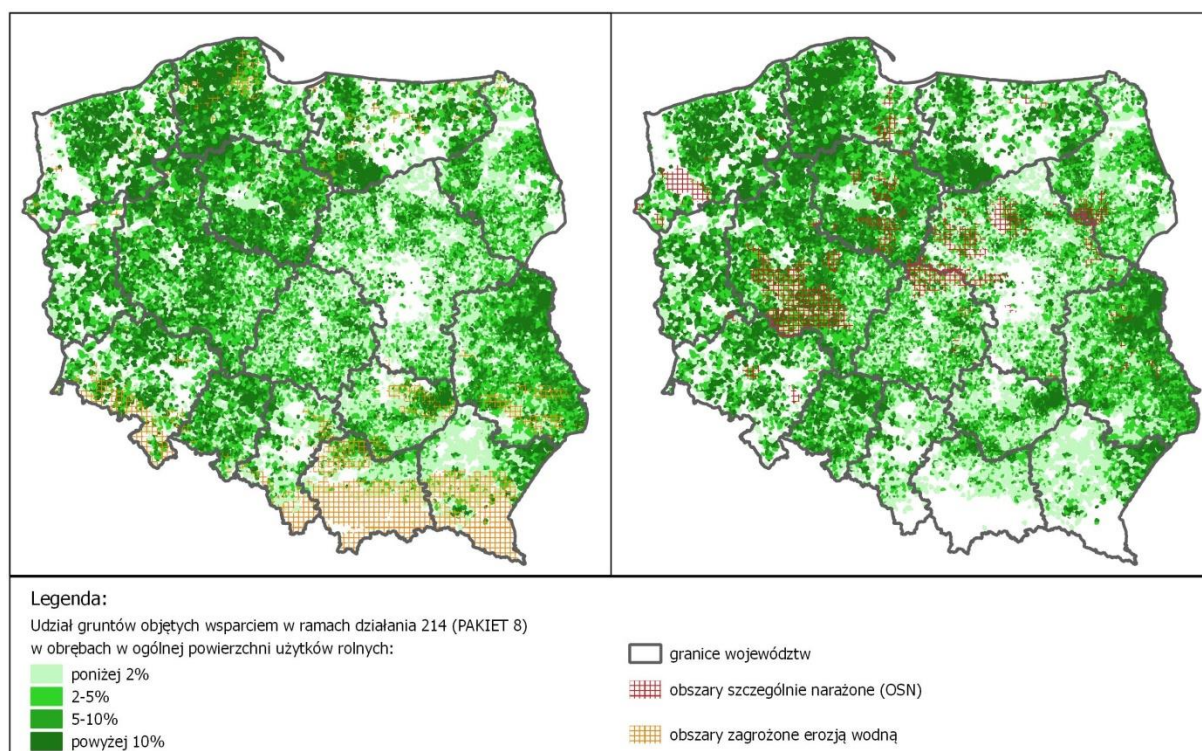 Legenda:
Udział gruntów objętych wsparciem w ramach działania 214 (PAKIET 8)
w obrębach w ogólnej powierzchni użytków rolnych:
poniżej 2%
2-5%
5-10%
powyżej 10%
granice województw
obszary szczególnie narażone (OSN)
obszary zagrożone erozją wodną